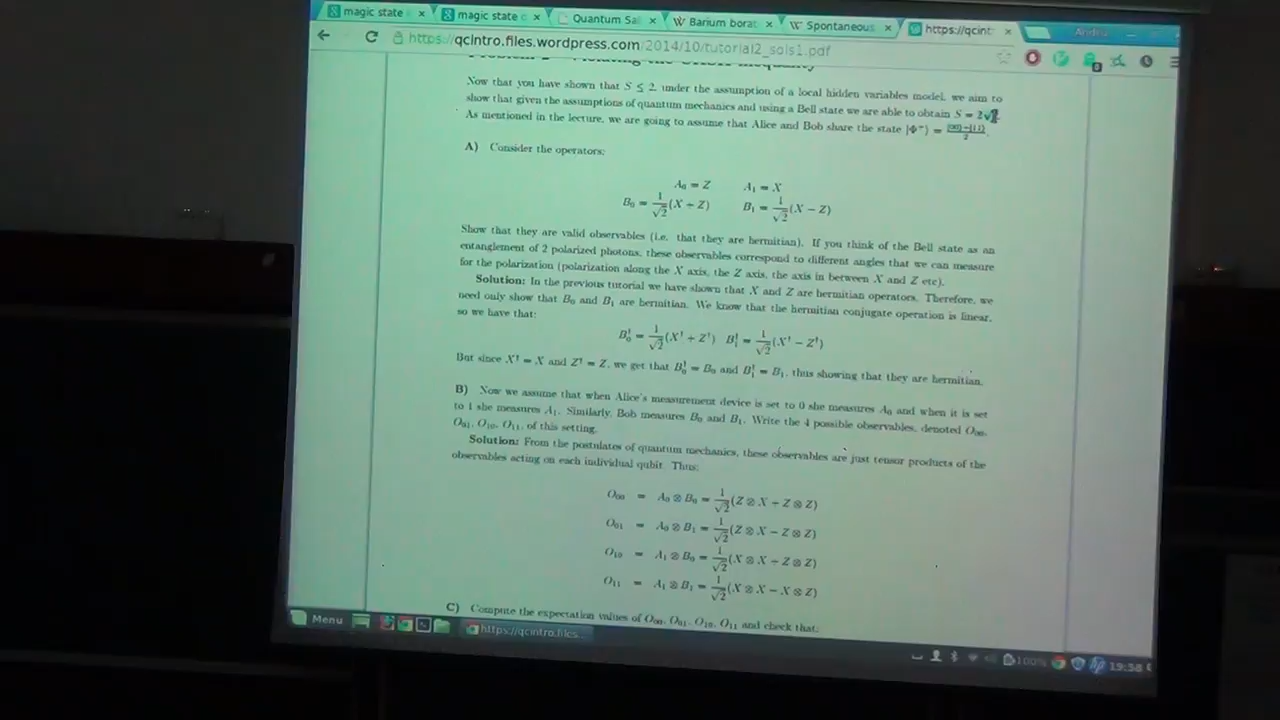 magic state
magic state c
Quantum Sa
Barium borat
Spontaneous
https://qcint
Andru
https://qcintro.files.wordpress.com/2014/10/tutorial2_sols1.pdf
Now that you have shown that S ≤ 2, under the assumption of a local hidden variables model, we aim to
show that given the assumptions of quantum mechanics and using a Bell state we are able to obtain S = 2√2.
As mentioned in the lecture, we are going to assume that Alice and Bob share the state
A) Consider the operators:
A₀ = Z A₁ = X
B₀ = 1/√2 (X + Z) B₁ = 1/√2 (X − Z)
Show that they are valid observables (i.e. that they are hermitian). If you think of the Bell state as an
entanglement of 2 polarized photons, these observables correspond to different angles that we can measure
for the polarization (polarization along the X axis, the Z axis, the axis in between X and Z etc).
Solution: In the previous tutorial we have shown that X and Z are hermitian operators. Therefore, we
need only show that B₀ and B₁ are hermitian. We know that the hermitian conjugate operation is linear,
so we have that:
B₀† = 1/√2 (X† + Z†) B₁† = 1/√2 (X† − Z†)
But since X† = X and Z† = Z, we get that B₀† = B₀ and B₁† = B₁, thus showing that they are hermitian.
B) Now we assume that when Alice's measurement device is set to 0 she measures A₀ and when it is set
to 1 she measures A₁. Similarly, Bob measures B₀ and B₁. Write the 4 possible observables, denoted O₀₀,
O₀₁, O₁₀, O₁₁, of this setting.
Solution: From the postulates of quantum mechanics, these observables are just tensor products of the
observables acting on each individual qubit. Thus:
O₀₀ = A₀ ⊗ B₀ = 1/√2 (Z ⊗ X + Z ⊗ Z)
O₀₁ = A₀ ⊗ B₁ = 1/√2 (Z ⊗ X − Z ⊗ Z)
O₁₀ = A₁ ⊗ B₀ = 1/√2 (X ⊗ X + Z ⊗ Z)
O₁₁ = A₁ ⊗ B₁ = 1/√2 (X ⊗ X − X ⊗ Z)
C) Compute the expectation values of O₀₀, O₀₁, O₁₀, O₁₁ and check that:
Menu
https://qcintro.files...
100%
19:38